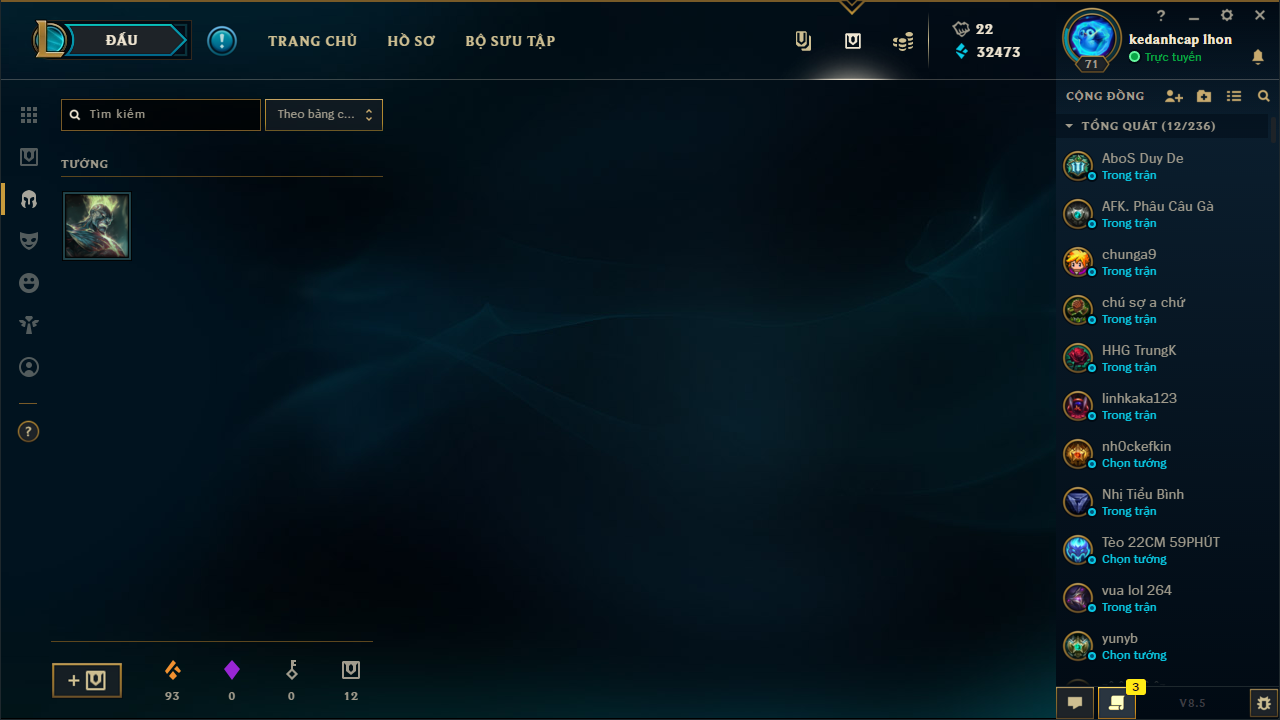 ĐẤU
TRANG CHỦ
HỒ SƠ
BỘ SƯU TẬP
22
32473
71
?
kedanhcap lhon
Trực tuyến
Tìm kiếm
Theo bảng c...
TƯỚNG
?
93
0
0
12
CỘNG ĐỒNG
TỔNG QUÁT (12/236)
AboS Duy De
Trong trận
AFK. Phâu Câu Gà
Trong trận
chunga9
Trong trận
chú sợ a chứ
Trong trận
HHG TrungK
Trong trận
linhkaka123
Trong trận
nh0ckefkin
Chọn tướng
Nhị Tiểu Bình
Trong trận
Tèo 22CM 59PHÚT
Chọn tướng
vua lol 264
Trong trận
yunyb
Chọn tướng
3
V8.5